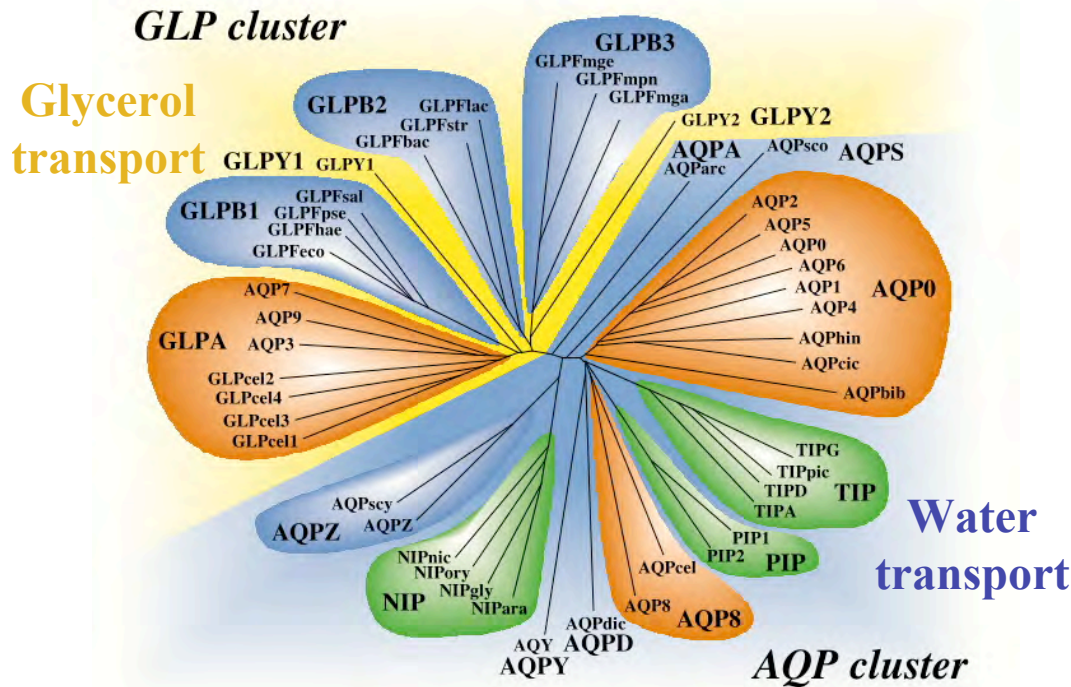 GLP cluster
Glycerol
transport
GLPB3
GLPFmge
GLPFmpn
GLPFmga
GLPB2
GLPFlac
GLPFstr
GLPFbac
GLPY2 GLPY2
GLPY1 GLPY1
AQPA
AQParc
AQPsco AQPS
GLPB1
GLPFsal
GLPFpse
GLPFhae
GLPFeco
AQP2
AQP5
AQP0
AQP6
AQP1
AQP4
AQPhin
AQPcic
AQPbib
AQP0
GLPA
AQP7
AQP9
AQP3
GLPcel2
GLPcel4
GLPcel3
GLPcel1
AQPscy
AQPZ
AQPZ
TIPG
TIPpic
TIPD
TIPA
TIP
Water
transport
PIP1
PIP2
PIP
NIPnic
NIPory
NIPgly
NIPara
NIP
AQPcel
AQP8
AQP8
AQPdic
AQPD
AQY
AQPY
AQP cluster